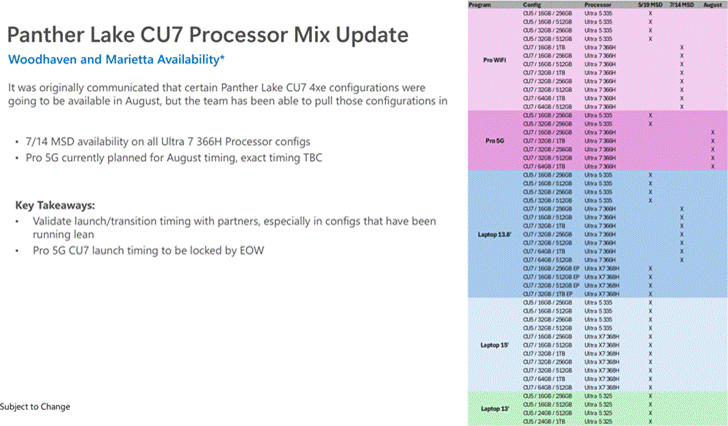 Panther Lake CU7 Processor Mix Update
Woodhaven and Marietta Availability*
It was originally communicated that certain Panther Lake CU7 4xe configurations were
going to be available in August, but the team has been able to pull those configurations in
• 7/14 MSD availability on all Ultra 7 366H Processor configs
• Pro 5G currently planned for August timing, exact timing TBC
Key Takeaways:
• Validate launch/transition timing with partners, especially in configs that have been
running lean
• Pro 5G CU7 launch timing to be locked by EOW
Subject to Change
Program Config Processor 5/19 MSD 7/14 MSD August
Pro WiFi
CU5 / 16GB / 256GB Ultra 5 335 X
CU5 / 16GB / 512GB Ultra 5 335 X
CU5 / 32GB / 256GB Ultra 5 335 X
CU5 / 32GB / 512GB Ultra 5 335 X
CU7 / 16GB / 1TB Ultra 7 366H X
CU7 / 16GB / 256GB Ultra 7 366H X
CU7 / 16GB / 512GB Ultra 7 366H X
CU7 / 32GB / 1TB Ultra 7 366H X
CU7 / 32GB / 256GB Ultra 7 366H X
CU7 / 32GB / 512GB Ultra 7 366H X
CU7 / 64GB / 1TB Ultra 7 366H X
CU7 / 64GB / 512GB Ultra 7 366H X
Pro 5G
CU5 / 16GB / 256GB Ultra 5 335 X
CU5 / 32GB / 256GB Ultra 5 335 X
CU7 / 16GB / 256GB Ultra 7 366H X
CU7 / 16GB / 512GB Ultra 7 366H X
CU7 / 32GB / 256GB Ultra 7 366H X
CU7 / 32GB / 512GB Ultra 7 366H X
CU7 / 64GB / 1TB Ultra 7 366H X
Laptop 13.8'
CU5 / 16GB / 256GB Ultra 5 335 X
CU5 / 16GB / 512GB Ultra 5 335 X
CU5 / 32GB / 256GB Ultra 5 335 X
CU5 / 32GB / 512GB Ultra 5 335 X
CU7 / 16GB / 256GB Ultra 7 366H X
CU7 / 16GB / 512GB Ultra 7 366H X
CU7 / 32GB / 1TB Ultra 7 366H X
CU7 / 32GB / 256GB Ultra 7 366H X
CU7 / 32GB / 512GB Ultra 7 366H X
CU7 / 64GB / 1TB Ultra 7 366H X
CU7 / 64GB / 512GB Ultra 7 366H X
CU7 / 16GB / 256GB EP Ultra X7 368H X
CU7 / 16GB / 512GB EP Ultra X7 368H X
CU7 / 32GB / 512GB EP Ultra X7 368H X
CU7 / 32GB / 1TB EP Ultra X7 368H X
Laptop 15'
CU5 / 16GB / 256GB Ultra 5 335 X
CU5 / 16GB / 512GB Ultra 5 335 X
CU5 / 32GB / 256GB Ultra 5 335 X
CU5 / 32GB / 512GB Ultra 5 335 X
CU7 / 16GB / 256GB Ultra X7 368H X
CU7 / 16GB / 512GB Ultra X7 368H X
CU7 / 32GB / 1TB Ultra X7 368H X
CU7 / 32GB / 256GB Ultra X7 368H X
CU7 / 32GB / 512GB Ultra X7 368H X
CU7 / 64GB / 1TB Ultra X7 368H X
CU7 / 64GB / 512GB Ultra X7 368H X
Laptop 13'
CU5 / 16GB / 256GB Ultra 5 325 X
CU5 / 16GB / 512GB Ultra 5 325 X
CU5 / 24GB / 512GB Ultra 5 325 X
CU5 / 24GB / 1TB Ultra 5 325 X